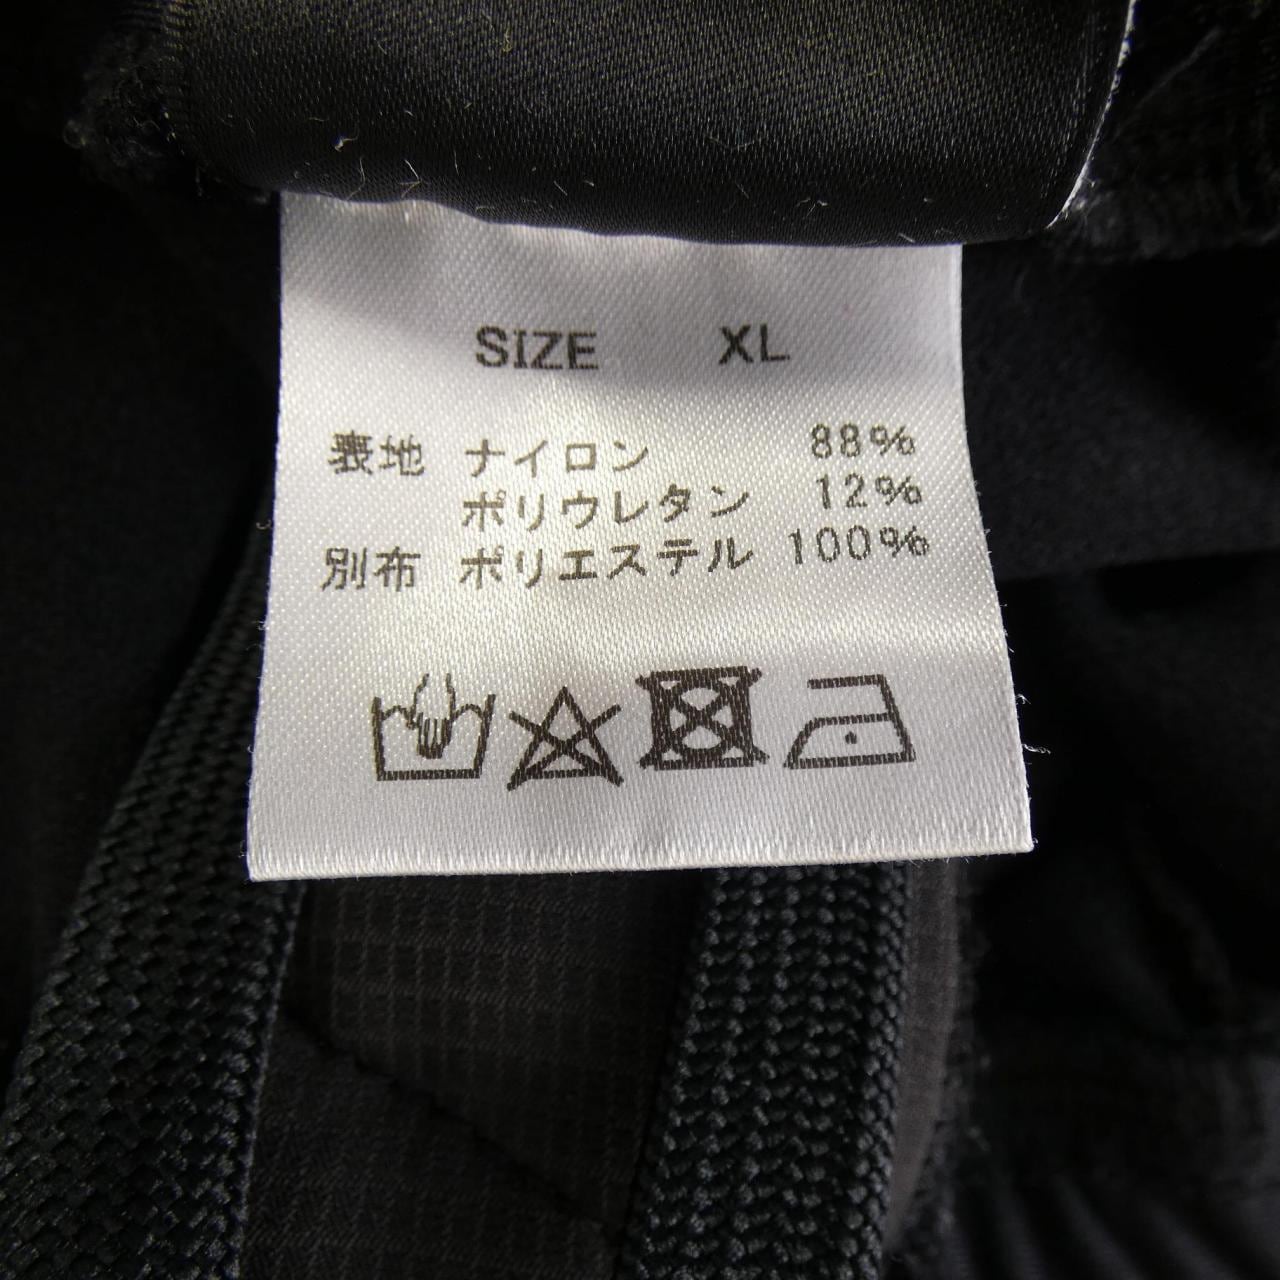 SIZE XL
表地 ナイロン 88%
ポリウレタン 12%
別布 ポリエステル 100%